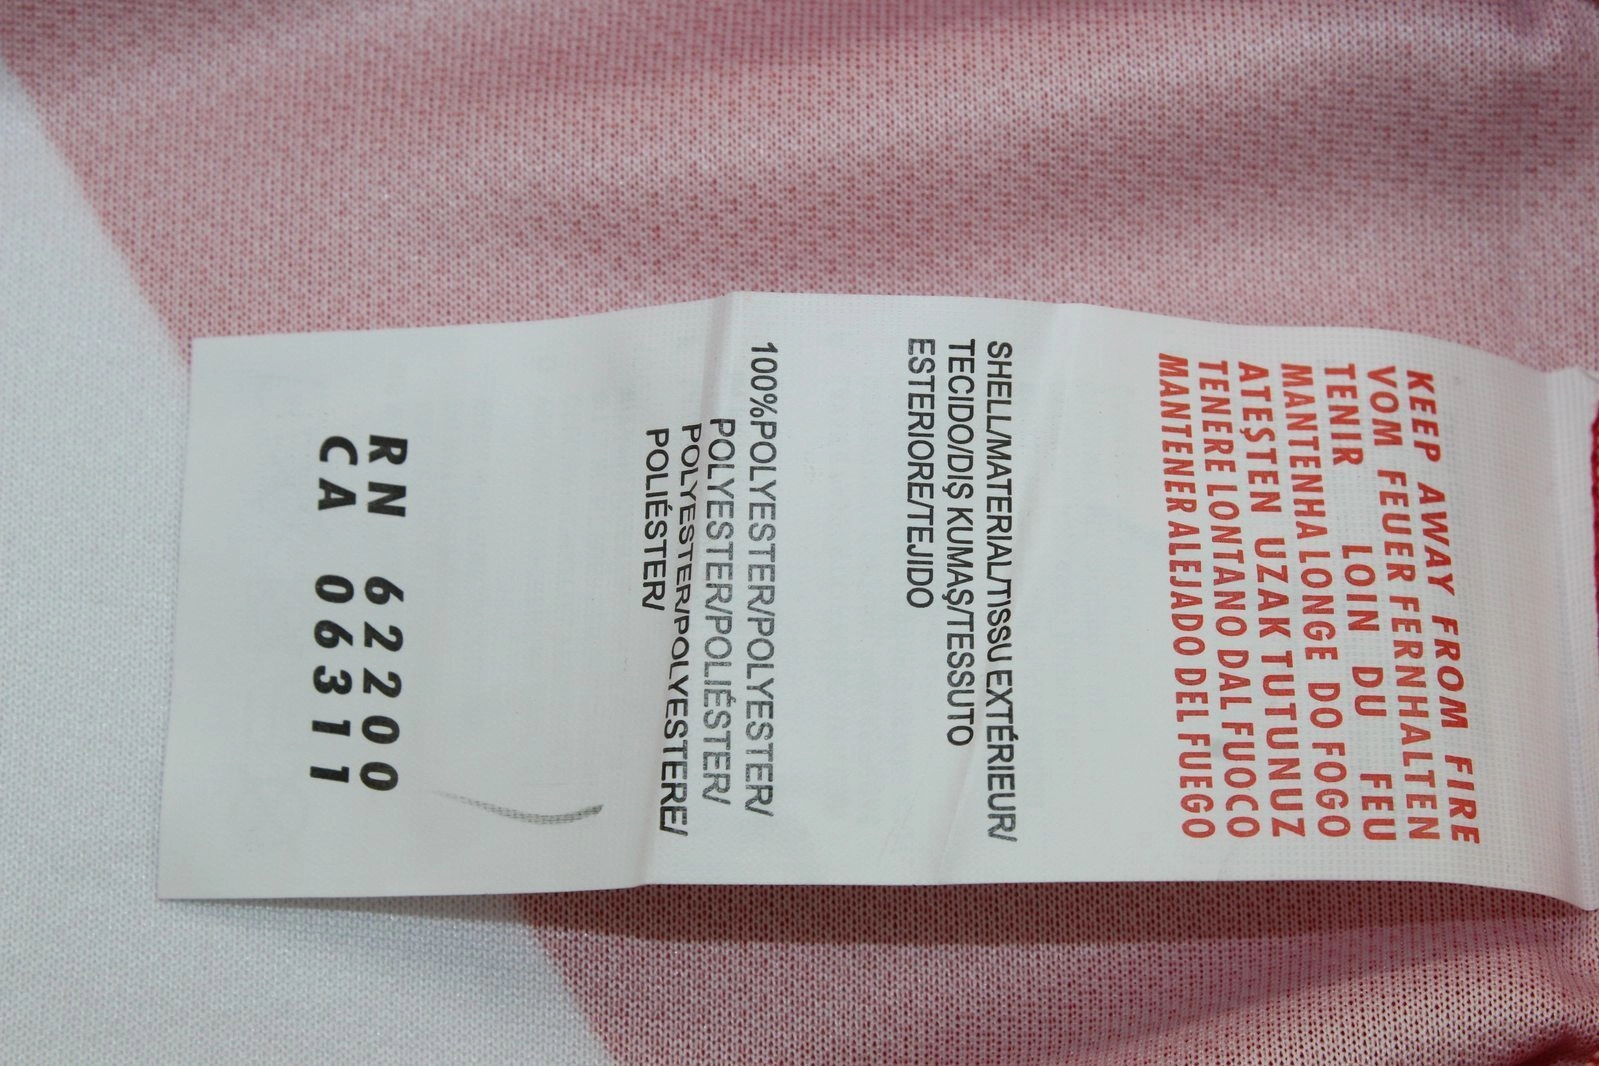 KEEP AWAY FROM FIRE
VOM FEUER FERNHALTEN
TENIR LOIN DU FEU
MANTENHA LONGE DO FOGO
ATEŞTEN UZAK TUTUNUZ
TENERE LONTANO DAL FUOCO
MANTENER ALEJADO DEL FUEGO
SHELL/MATERIAL/TISSU EXTÉRIEUR/
TECIDO/DIŞ KUMAŞ/TESSUTO
ESTERIORE/TEJIDO
100%POLYESTER/POLYESTER/
POLYESTER/POLIÉSTER/
POLYESTER/POLYESTERE/
POLIÉSTER/
RN 62200
CA 06311